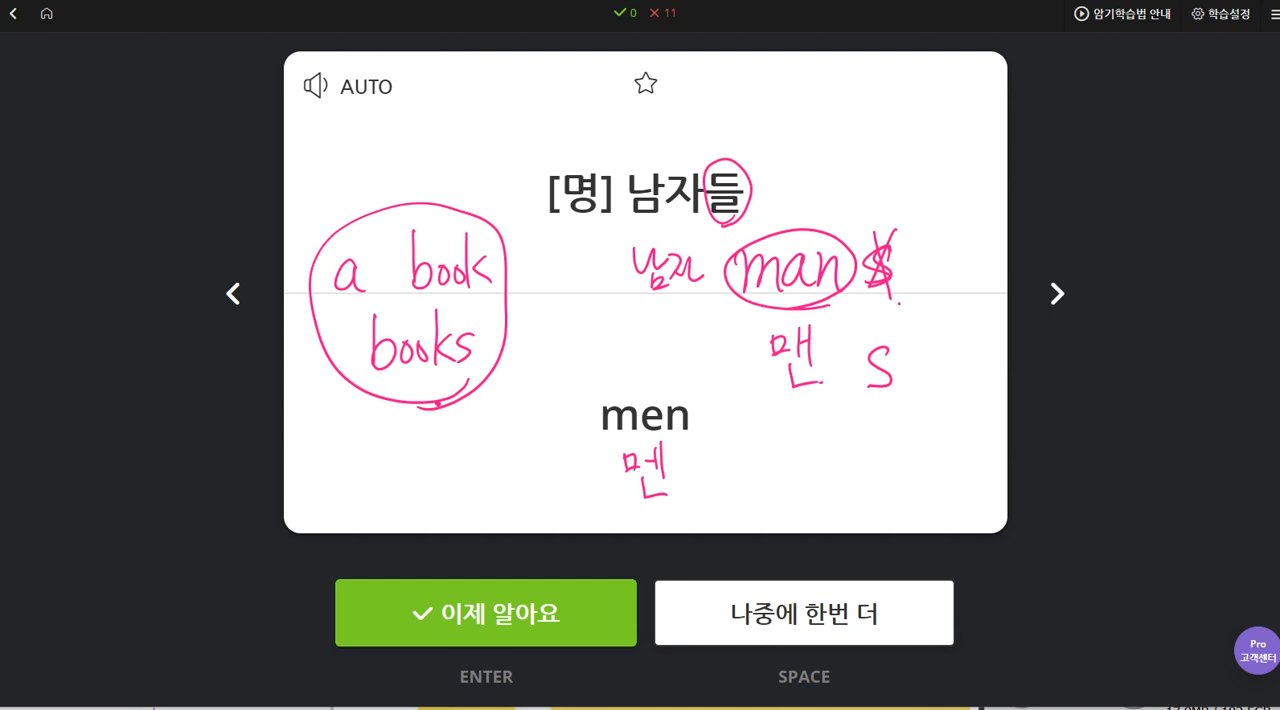 0 11 암기학습법 안내 학습설정
AUTO
[명] 남자들
a book
books
남자 man
맨 s
men
멘
이제 알아요
나중에 한번 더
ENTER
SPACE
Pro
고객센터